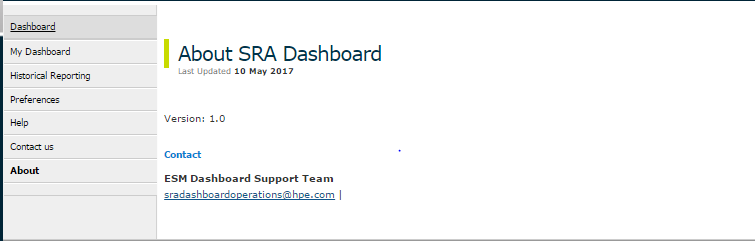 Dashboard
My Dashboard
Historical Reporting
Preferences
Help
Contact us
About
About SRA Dashboard
Last Updated 10 May 2017
Version: 1.0
Contact
ESM Dashboard Support Team
sradashboardoperations@hpe.com |